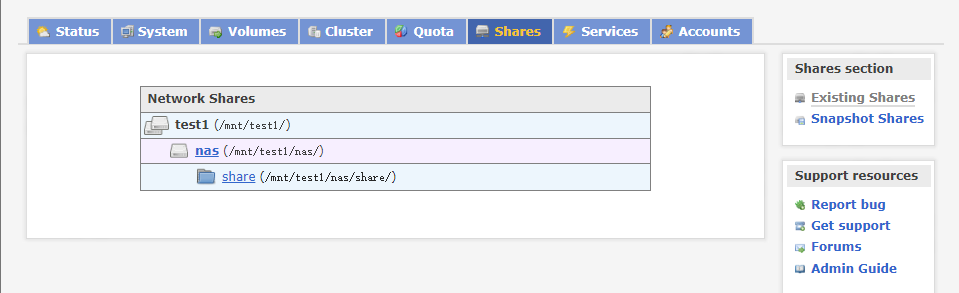 Status System Volumes Cluster Quota Shares Services Accounts
Network Shares
test1 (/mnt/test1/)
nas (/mnt/test1/nas/)
share (/mnt/test1/nas/share/)
Shares section
Existing Shares
Snapshot Shares
Support resources
Report bug
Get support
Forums
Admin Guide